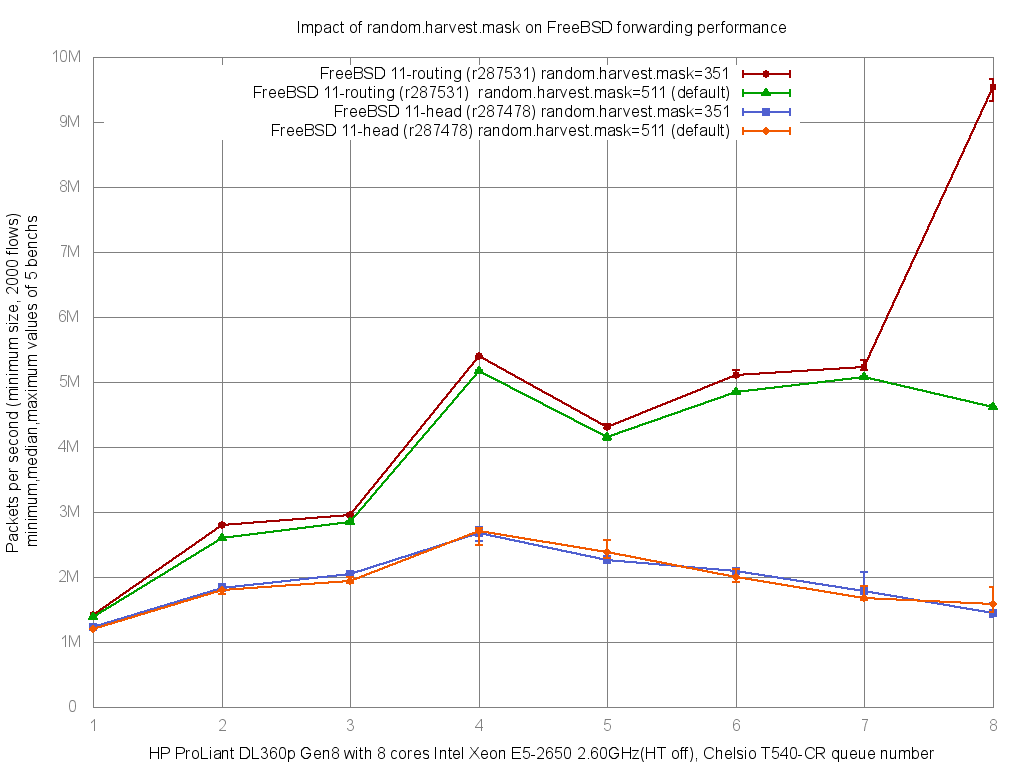 Impact of random.harvest.mask on FreeBSD forwarding performance
FreeBSD 11-routing (r287531) random.harvest.mask=351
FreeBSD 11-routing (r287531)  random.harvest.mask=511 (default)
FreeBSD 11-head (r287478) random.harvest.mask=351
FreeBSD 11-head (r287478) random.harvest.mask=511 (default)
Packets per second (minimum size, 2000 flows)
minimum,median,maximum values of 5 benchs
10M
9M
8M
7M
6M
5M
4M
3M
2M
1M
0
1 2 3 4 5 6 7 8
HP ProLiant DL360p Gen8 with 8 cores Intel Xeon E5-2650 2.60GHz(HT off), Chelsio T540-CR queue number